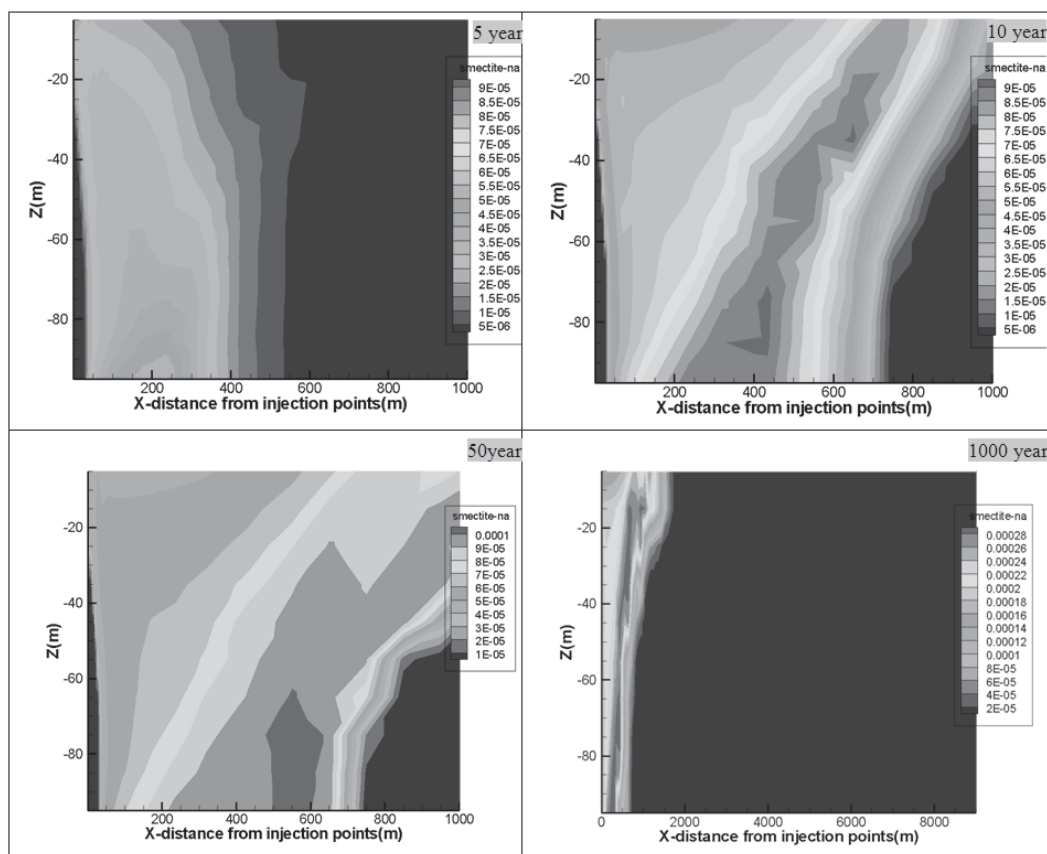 5 year
smectite-na
9E-05
8.5E-05
8E-05
7.5E-05
7E-05
6.5E-05
6E-05
5.5E-05
5E-05
4.5E-05
4E-05
3.5E-05
3E-05
2.5E-05
2E-05
1.5E-05
1E-05
5E-06
-20
-40
-60
-80
Z(m)
200 400 600 800 1000
X-distance from injection points(m)
10 year
smectite-na
9E-05
8.5E-05
8E-05
7.5E-05
7E-05
6.5E-05
6E-05
5.5E-05
5E-05
4.5E-05
4E-05
3.5E-05
3E-05
2.5E-05
2E-05
1.5E-05
1E-05
5E-06
-20
-40
-60
-80
Z(m)
200 400 600 800 1000
X-distance from injection points(m)
50year
smectite-na
0.0001
9E-05
8E-05
7E-05
6E-05
5E-05
4E-05
3E-05
2E-05
1E-05
-20
-40
-60
-80
Z(m)
200 400 600 800 1000
X-distance from injection points(m)
1000 year
smectite-na
0.00028
0.00026
0.00024
0.00022
0.0002
0.00018
0.00016
0.00014
0.00012
0.0001
8E-05
6E-05
4E-05
2E-05
-20
-40
-60
-80
Z(m)
0 2000 4000 6000 8000
X-distance from injection points(m)